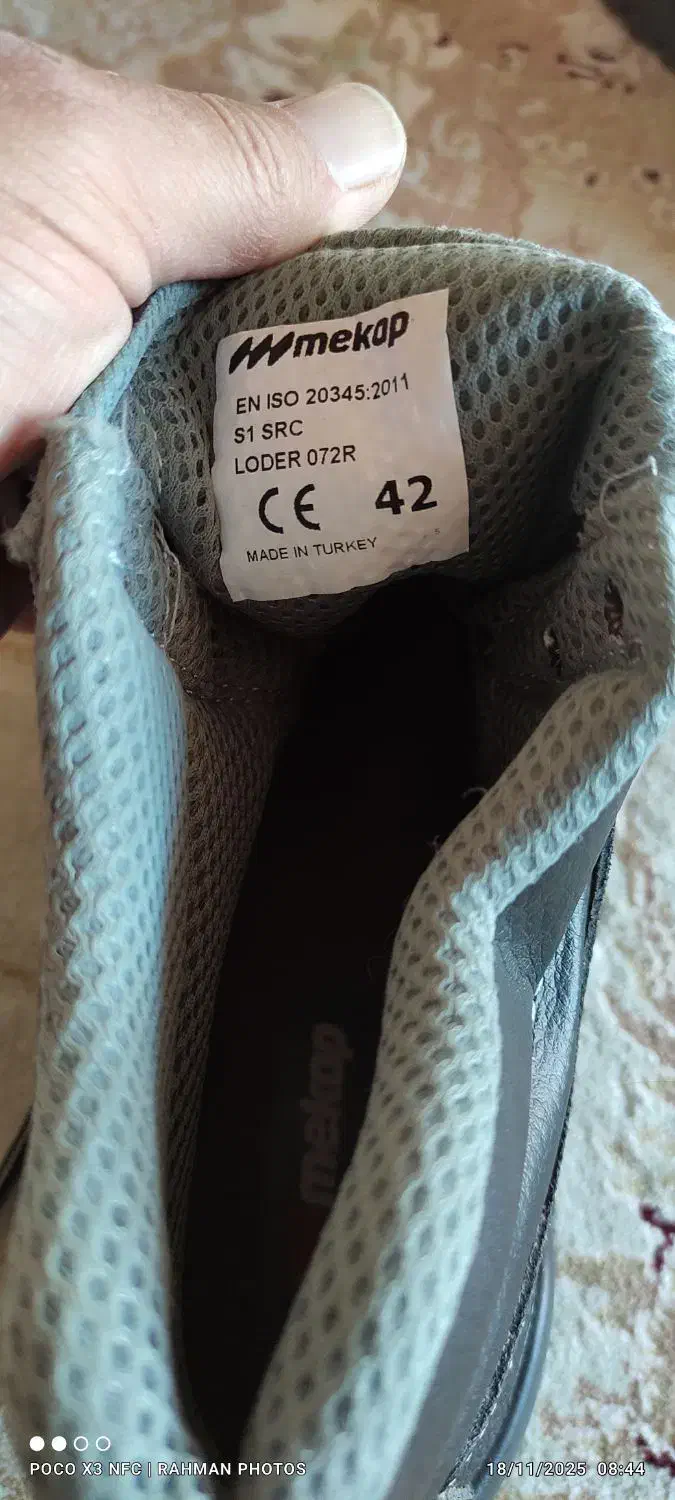 mekap
EN ISO 20345:2011
S1 SRC
LODER 072R
CE 42
MADE IN TURKEY
mekap
POCO X3 NFC | RAHMAN PHOTOS
18/11/2025 08:44